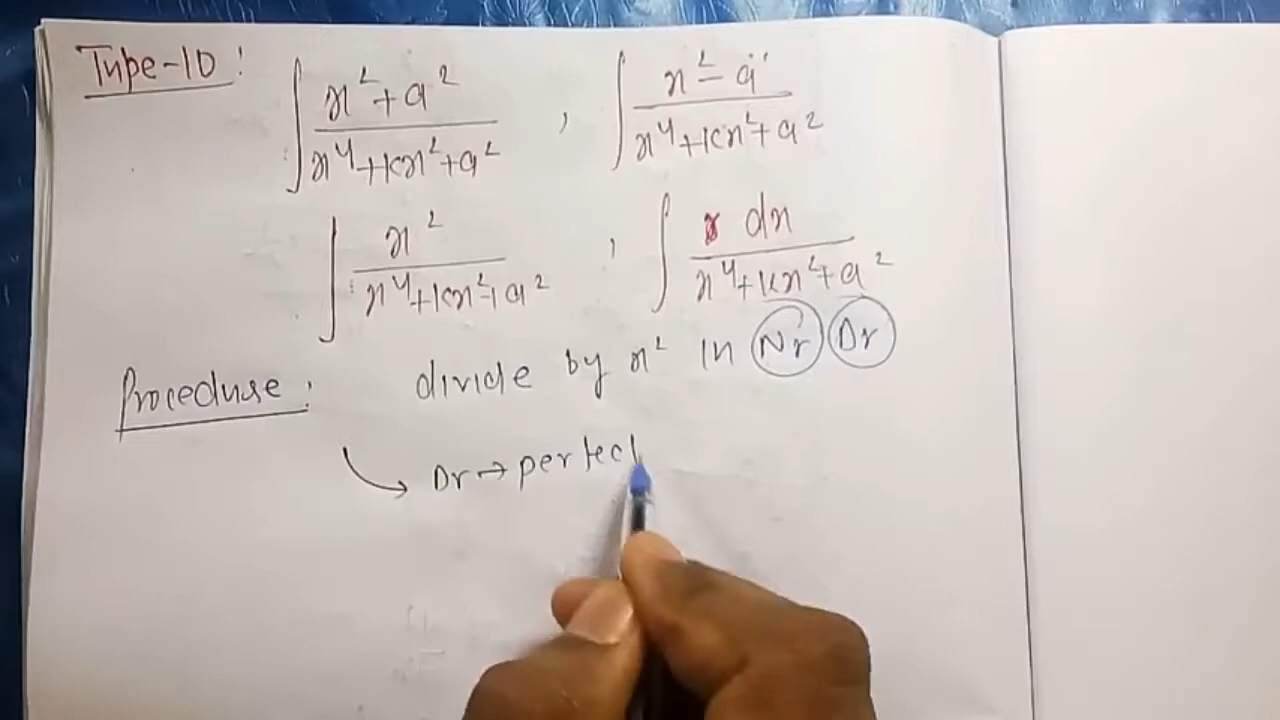 Type-10:
∫ x²+a² / x⁴+kx²+a² , ∫ x²-a² / x⁴+kx²+a²
∫ x² / x⁴+kx²+a² , ∫ dx / x⁴+kx²+a²
Procedure: divide by x² in Nr Dr
Dr → perfect